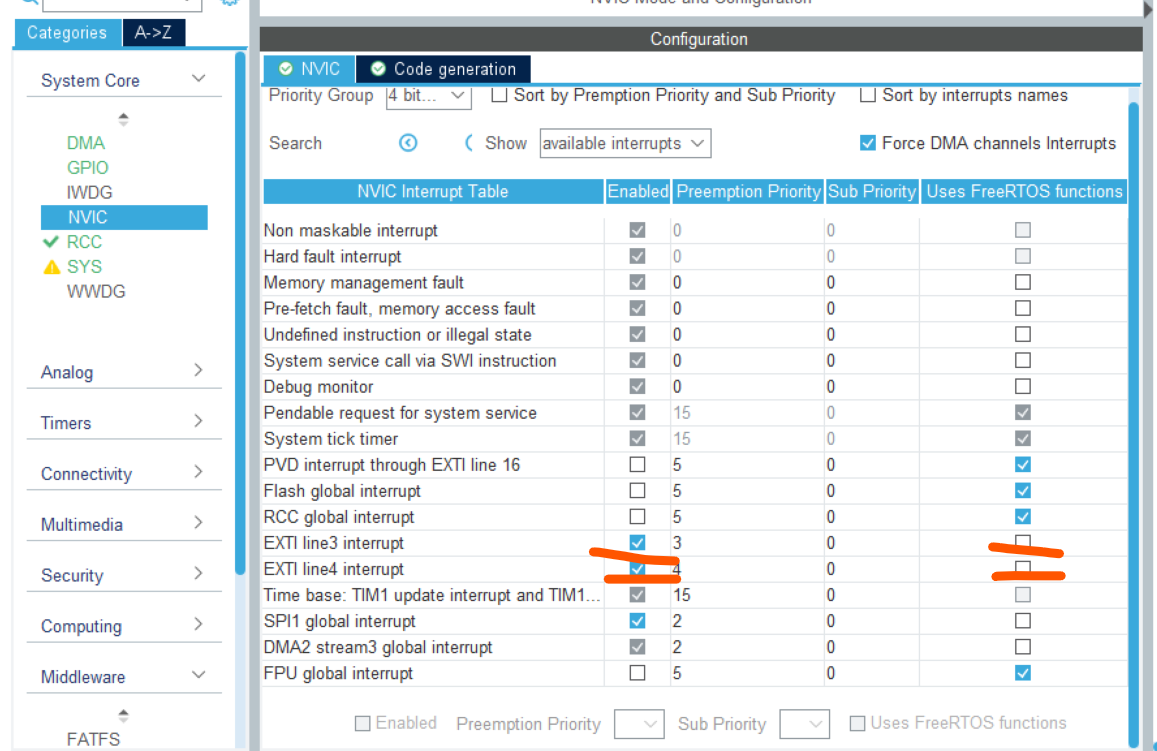 NVIC Mode and Configuration
Categories A->Z
Configuration
System Core
NVIC Code generation
Priority Group 4 bit... Sort by Premption Priority and Sub Priority Sort by interrupts names
DMA
GPIO
IWDG
NVIC
RCC
SYS
WWDG
Analog
Timers
Connectivity
Multimedia
Security
Computing
Middleware
FATFS
Search Show available interrupts Force DMA channels Interrupts
NVIC Interrupt Table Enabled Preemption Priority Sub Priority Uses FreeRTOS functions
Non maskable interrupt 0 0
Hard fault interrupt 0 0
Memory management fault 0 0
Pre-fetch fault, memory access fault 0 0
Undefined instruction or illegal state 0 0
System service call via SWI instruction 0 0
Debug monitor 0 0
Pendable request for system service 15 0
System tick timer 15 0
PVD interrupt through EXTI line 16 5 0
Flash global interrupt 5 0
RCC global interrupt 5 0
EXTI line3 interrupt 3 0
EXTI line4 interrupt 4 0
Time base: TIM1 update interrupt and TIM1... 15 0
SPI1 global interrupt 2 0
DMA2 stream3 global interrupt 2 0
FPU global interrupt 5 0
Enabled Preemption Priority Sub Priority Uses FreeRTOS functions